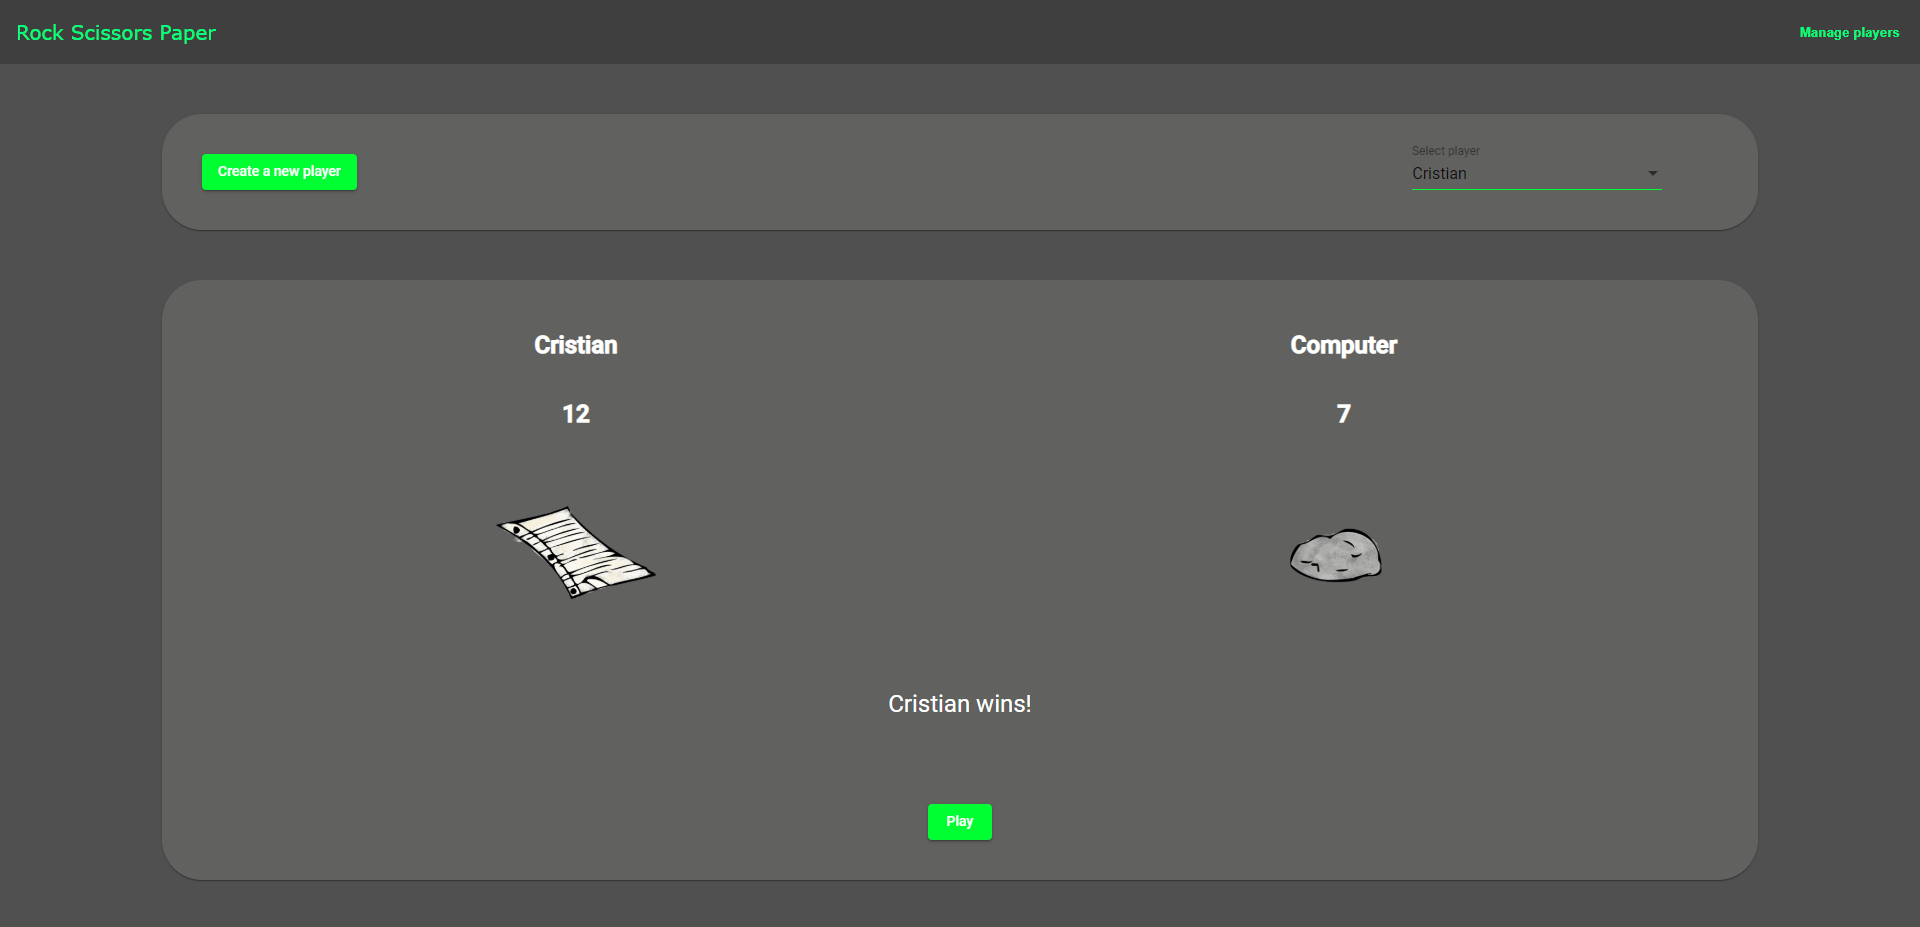 Rock Scissors Paper
Manage players
Create a new player
Select player
Cristian
Cristian
Computer
12
7
Cristian wins!
Play